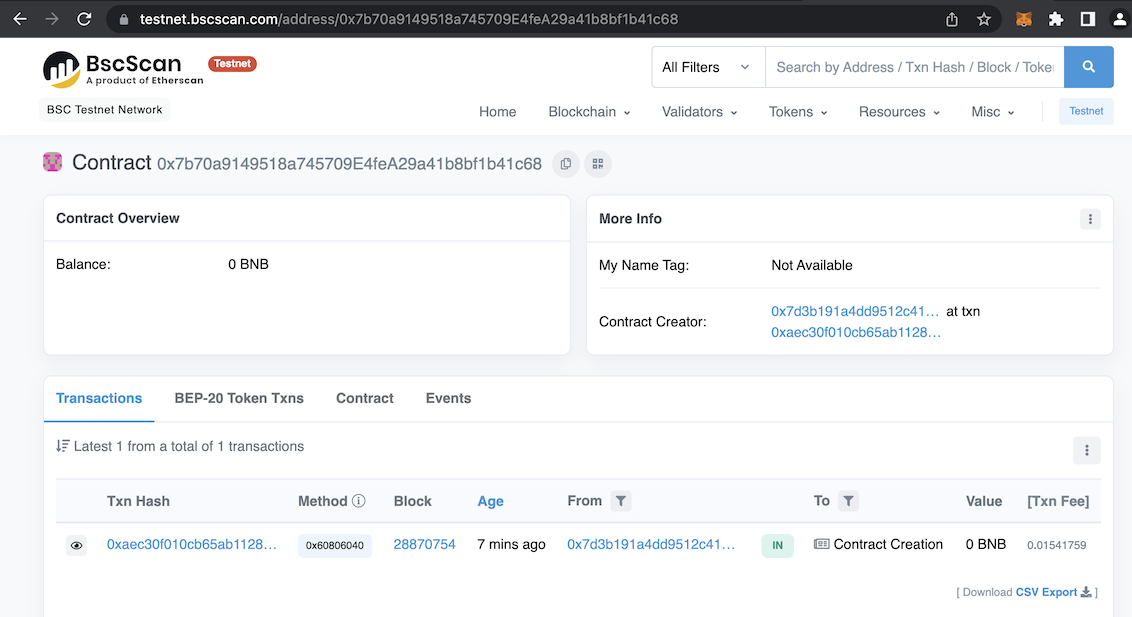 testnet.bscscan.com/address/0x7b70a9149518a745709E4feA29a41b8bf1b41c68
BscScan
Testnet
A product of Etherscan
All Filters
Search by Address / Txn Hash / Block / Toke
BSC Testnet Network
Home Blockchain Validators Tokens Resources Misc Testnet
Contract 0x7b70a9149518a745709E4feA29a41b8bf1b41c68
Contract Overview
Balance: 0 BNB
More Info
My Name Tag: Not Available
Contract Creator: 0x7d3b191a4dd9512c41... at txn
0xaec30f010cb65ab1128...
Transactions BEP-20 Token Txns Contract Events
Latest 1 from a total of 1 transactions
Txn Hash Method Block Age From To Value [Txn Fee]
0xaec30f010cb65ab1128... 0x60806040 28870754 7 mins ago 0x7d3b191a4dd9512c41... IN Contract Creation 0 BNB 0.01541759
[ Download CSV Export ]